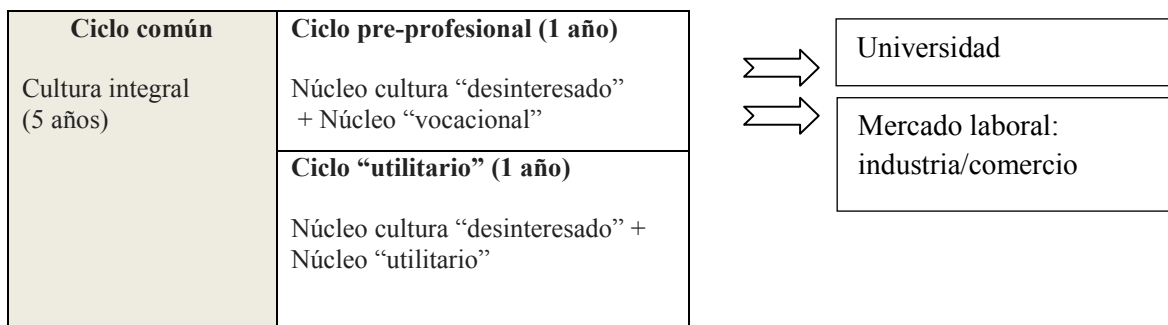 Ciclo común
Cultura integral
(5 años)
Ciclo pre-profesional (1 año)
Núcleo cultura “desinteresado”
+ Núcleo “vocacional”
Ciclo “utilitario” (1 año)
Núcleo cultura “desinteresado” +
Núcleo “utilitario”
Universidad
Mercado laboral:
industria/comercio